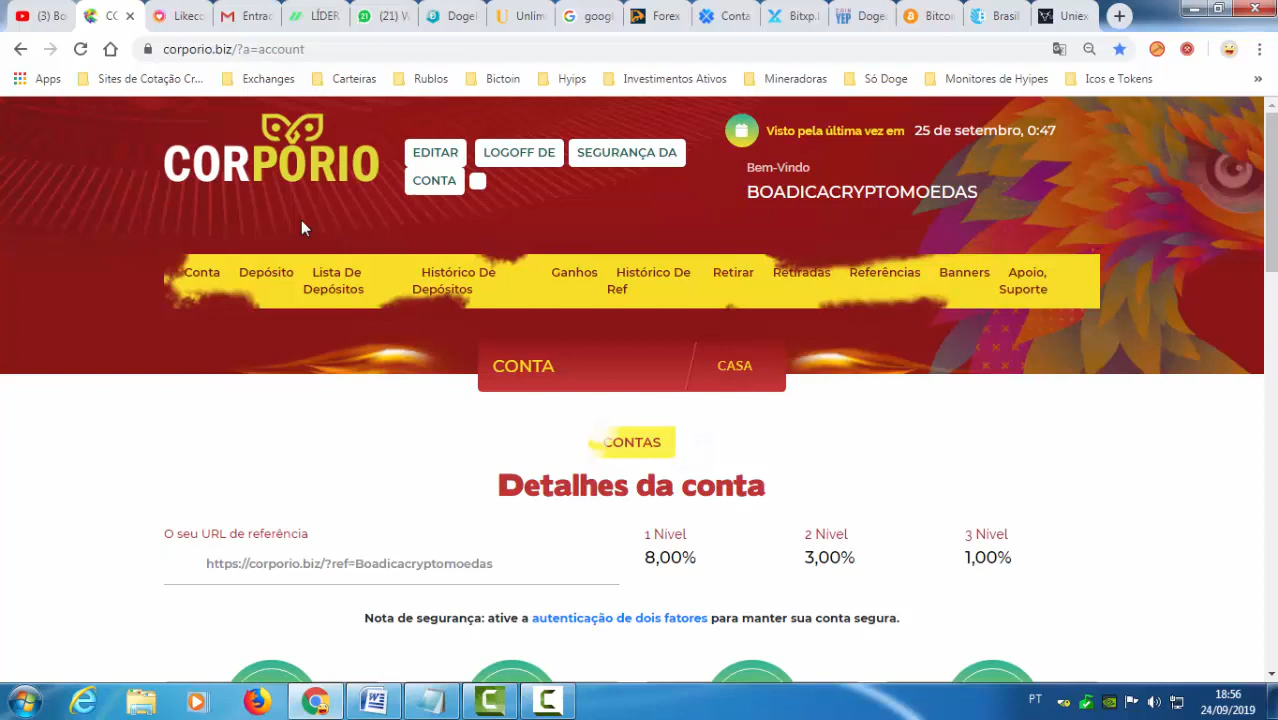 (3) Bo
CO
Likecc
Entrac
LÍDER
(21) W
Dogel
Unlim
googl
Forex
Conta
Bitxp.l
Doge
Bitcoi
Brasil
Uniex
corporio.biz/?a=account
Apps
Sites de Cotação Cr...
Exchanges
Carteiras
Rublos
Bictoin
Hyips
Investimentos Ativos
Mineradoras
Só Doge
Monitores de Hyipes
Icos e Tokens
»
CORPORIO
EDITAR
LOGOFF DE
SEGURANÇA DA
CONTA
Visto pela última vez em 25 de setembro, 0:47
Bem-Vindo
BOADICACRYPTOMOEDAS
Conta
Depósito
Lista De
Depósitos
Histórico De
Depósitos
Ganhos
Histórico De
Ref
Retirar
Retiradas
Referências
Banners
Apoio,
Suporte
CONTA
CASA
CONTAS
Detalhes da conta
O seu URL de referência
https://corporio.biz/?ref=Boadicacryptomoedas
1 Nivel
8,00%
2 Nivel
3,00%
3 Nivel
1,00%
Nota de segurança: ative a autenticação de dois fatores para manter sua conta segura.
PT
18:56
24/09/2019